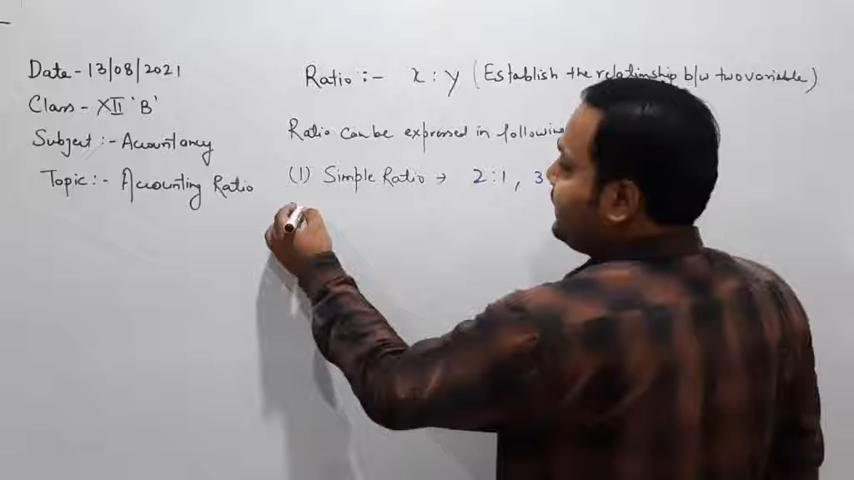 Date - 13/08/2021
Class - XII 'B'
Subject :- Accountancy
Topic :- Accounting Ratio
Ratio :- x : y (Establish the relationship b/w two variable)
Ratio can be expressed in following
(1) Simple Ratio → 2:1, 3